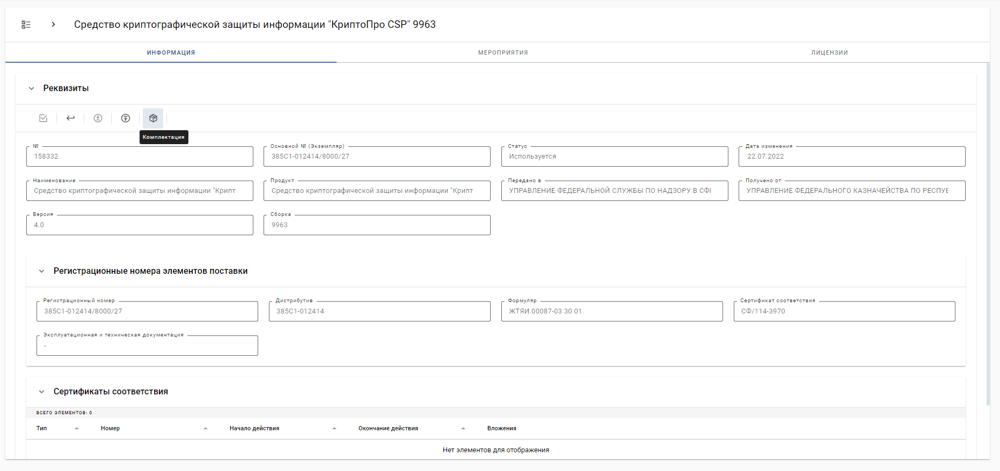 Средство криптографической защиты информации "КриптоПро CSP" 9963
ИНФОРМАЦИЯ
МЕРОПРИЯТИЯ
ЛИЦЕНЗИИ
Реквизиты
Комплектация
№
158332
Основной № (Экземпляр)
385С1-012414/8000/27
Статус
Используется
Дата изменения
22.07.2022
Наименование
Средство криптографической защиты информации "Крипт
Продукт
Средство криптографической защиты информации "Крипт
Передано в
УПРАВЛЕНИЕ ФЕДЕРАЛЬНОЙ СЛУЖБЫ ПО НАДЗОРУ В СФ
Получено от
УПРАВЛЕНИЕ ФЕДЕРАЛЬНОГО КАЗНАЧЕЙСТВА ПО РЕСПУ
Версия
4.0
Сборка
9963
Регистрационные номера элементов поставки
Регистрационный номер
385С1-012414/8000/27
Дистрибутив
385С1-012414
Формуляр
ЖТЯИ.00087-03 30 01
Сертификат соответствия
СФ/114-3970
Эксплуатационная и техническая документация
-
Сертификаты соответствия
ВСЕГО ЭЛЕМЕНТОВ: 0
Тип
Номер
Начало действия
Окончание действия
Вложения
Нет элементов для отображения